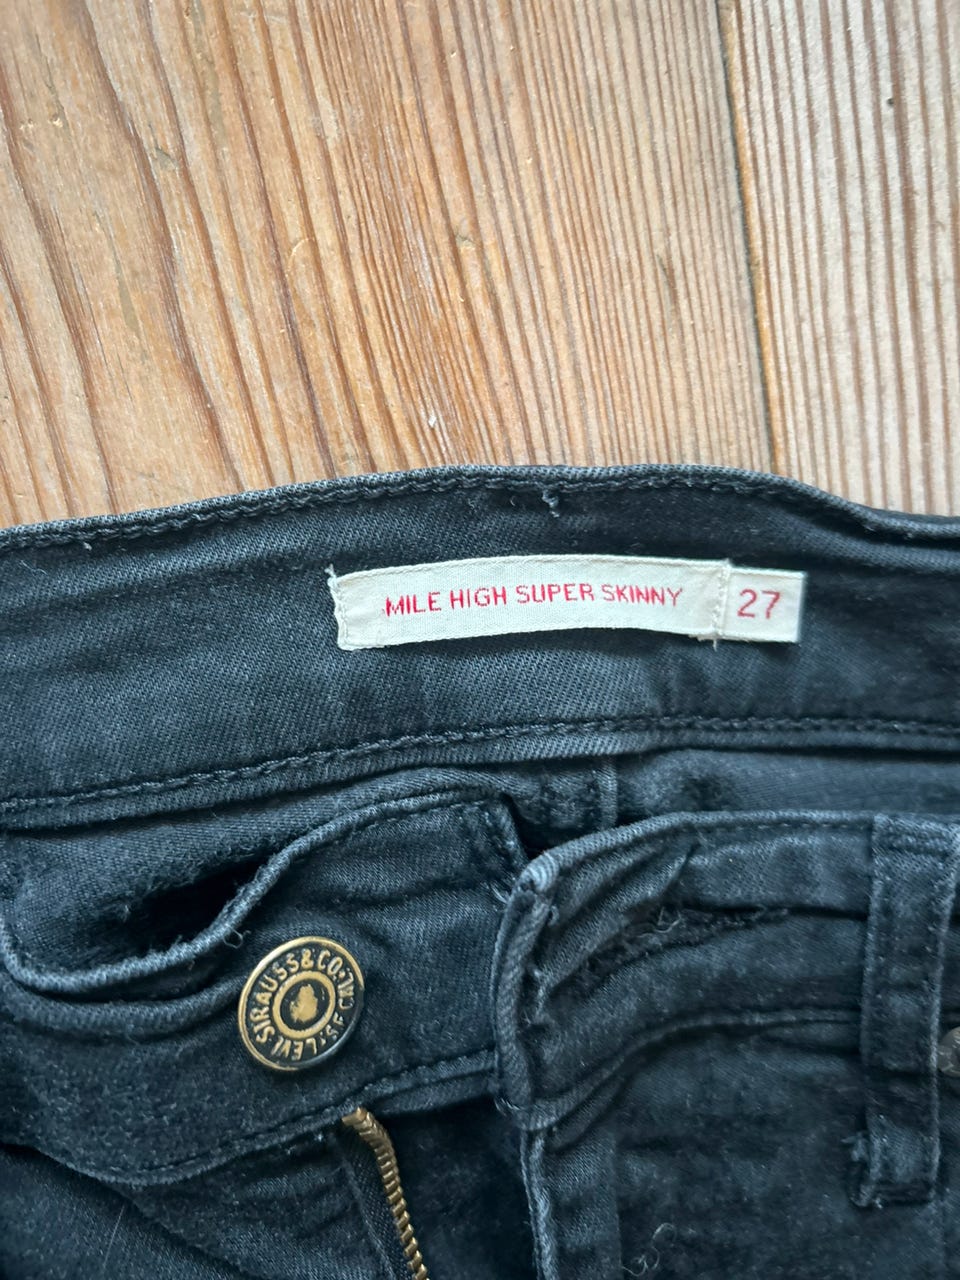 MILE HIGH SUPER SKINNY 27
LEVI STRAUSS & CO. S.F. CAL.